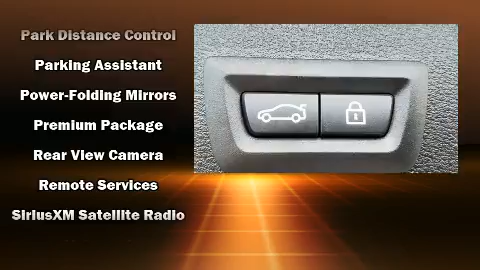 Park Distance Control
Parking Assistant
Power-Folding Mirrors
Premium Package
Rear View Camera
Remote Services
SiriusXM Satellite Radio